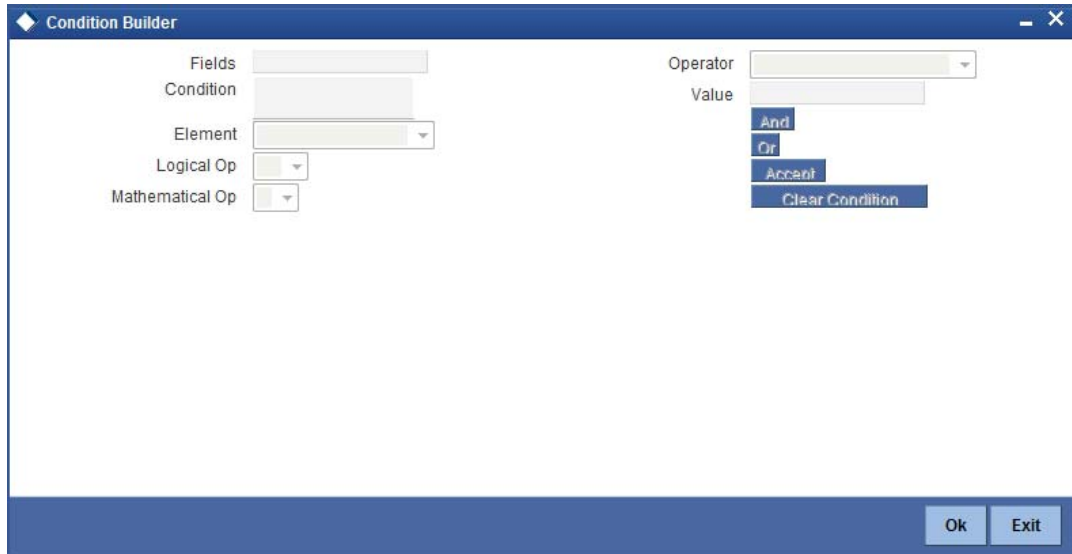 Condition Builder
Fields
Condition
Element
Logical Op
Mathematical Op
Operator
Value
And
Or
Accept
Clear Condition
Ok
Exit